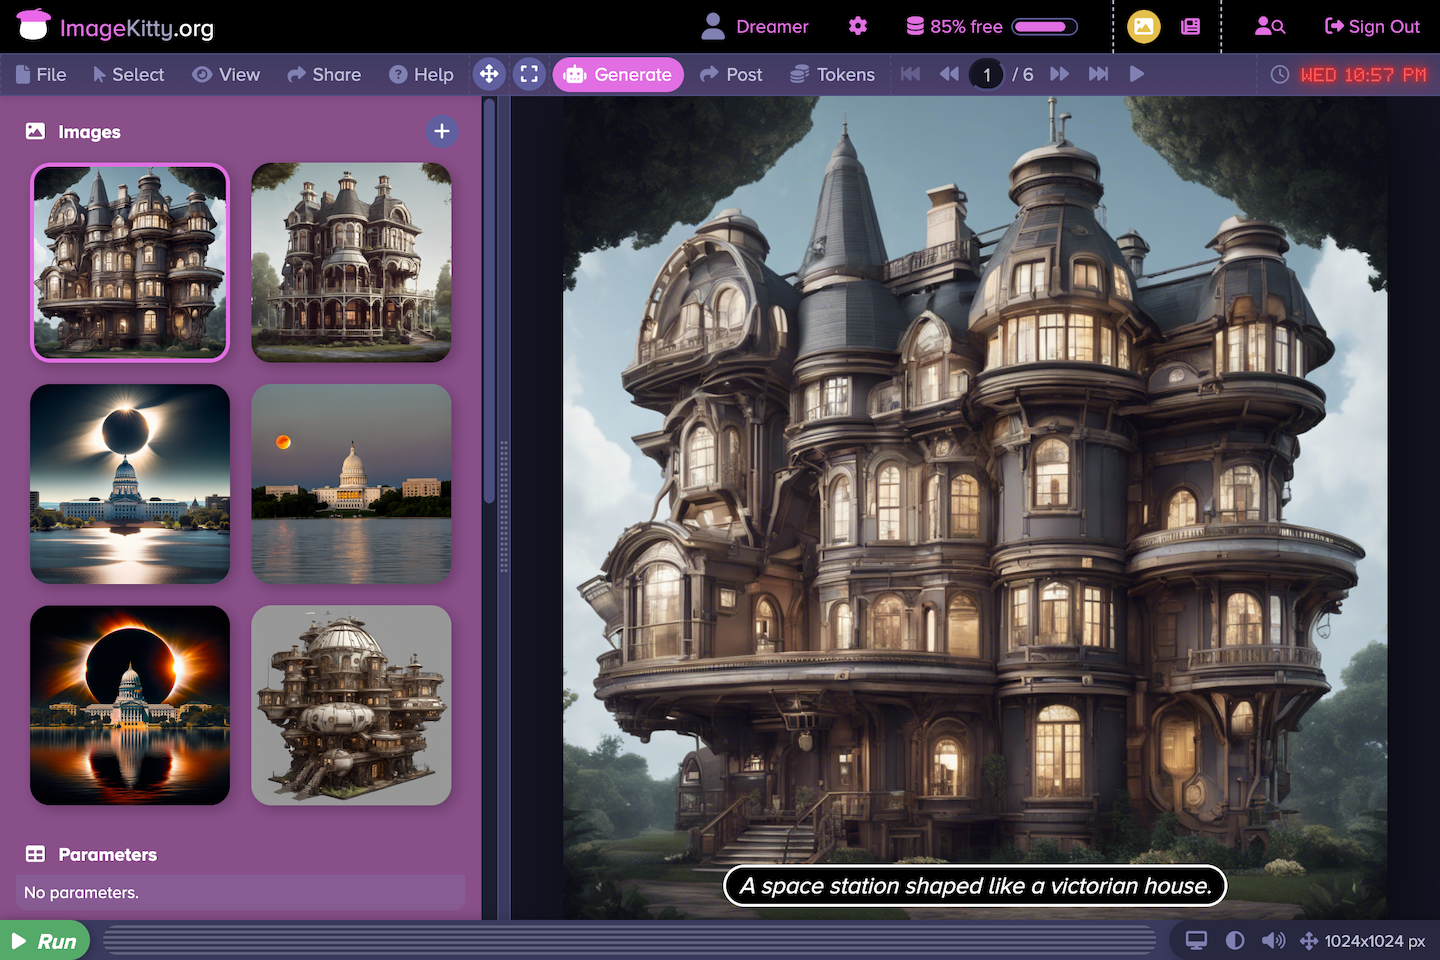 ImageKitty.org
Dreamer
85% free
Sign Out
File Select View Share Help Generate Post Tokens 1 / 6 WED 10:57 PM
Images
Parameters
No parameters.
A space station shaped like a victorian house.
Run
1024x1024 px